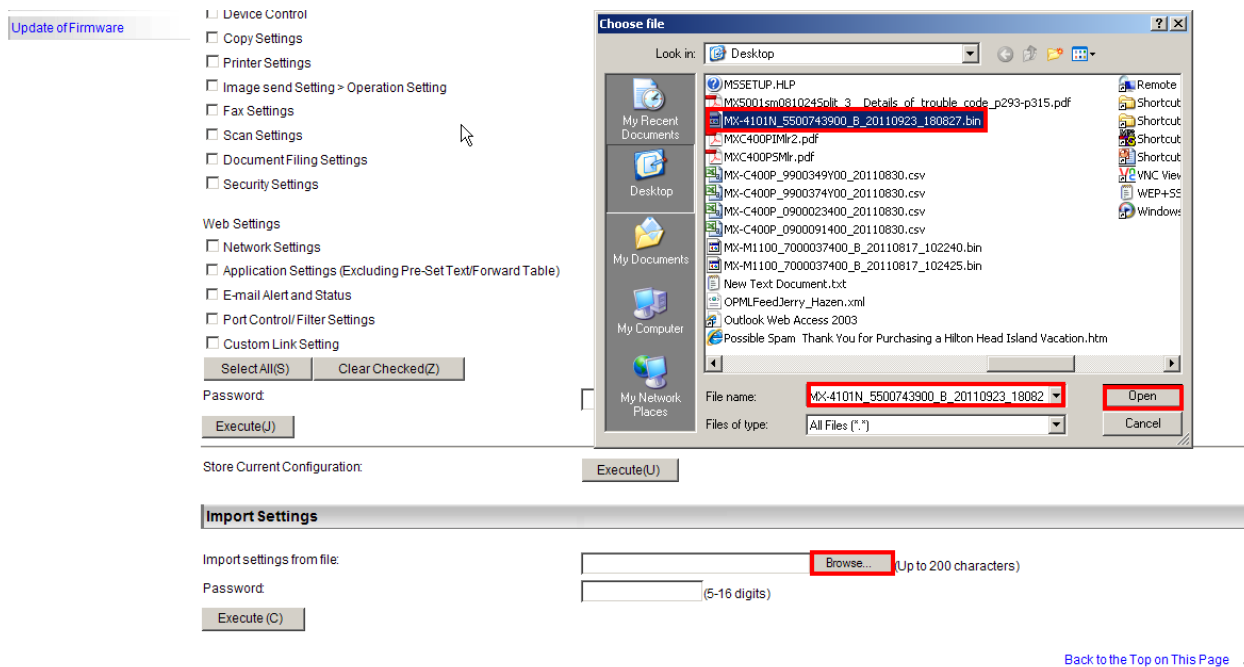 Update of Firmware
Device Control
Copy Settings
Printer Settings
Image send Setting > Operation Setting
Fax Settings
Scan Settings
Document Filing Settings
Security Settings
Web Settings
Network Settings
Application Settings (Excluding Pre-Set Text/Forward Table)
E-mail Alert and Status
Port Control/ Filter Settings
Custom Link Setting
Select All(S) Clear Checked(Z)
Password:
Execute(J)
Store Current Configuration: Execute(U)
Import Settings
Import settings from file: Browse... (Up to 200 characters)
Password: (5-16 digits)
Execute (C)
Back to the Top on This Page
Choose file
Look in: Desktop
My Recent Documents
Desktop
My Documents
My Computer
My Network Places
MSSETUP.HLP
MX5001sm081024Split_3__Details_of_trouble_code_p293-p315.pdf
MX-4101N_5500743900_B_20110923_180827.bin
MXC400PIMlr2.pdf
MXC400PSMlr.pdf
MX-C400P_9900349Y00_20110830.csv
MX-C400P_9900374Y00_20110830.csv
MX-C400P_0900023400_20110830.csv
MX-C400P_0900091400_20110830.csv
MX-M1100_7000037400_B_20110817_102240.bin
MX-M1100_7000037400_B_20110817_102425.bin
New Text Document.txt
OPMLFeedJerry_Hazen.xml
Outlook Web Access 2003
Possible Spam  Thank You for Purchasing a Hilton Head Island Vacation.htm
Remote
Shortcut
Shortcut
Shortcut
Shortcut
VNC View
WEP+SS
Windows
File name: MX-4101N_5500743900_B_20110923_18082 Open
Files of type: All Files (*.*) Cancel